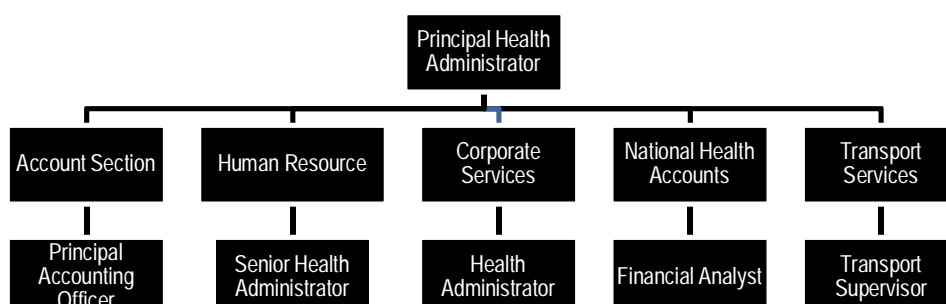 Principal Health
Administrator
Account Section
Human Resource
Corporate
Services
National Health
Accounts
Transport
Services
Principal
Accounting
Officer
Senior Health
Administrator
Health
Administrator
Financial Analyst
Transport
Supervisor